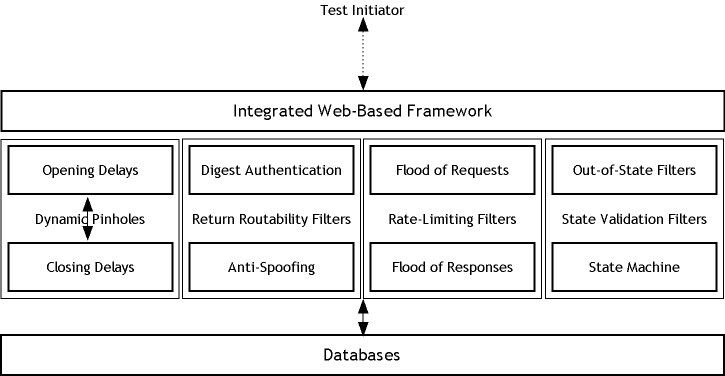 Test Initiator
Integrated Web-Based Framework
Opening Delays
Digest Authentication
Flood of Requests
Out-of-State Filters
Dynamic Pinholes
Return Routability Filters
Rate-Limiting Filters
State Validation Filters
Closing Delays
Anti-Spoofing
Flood of Responses
State Machine
Databases